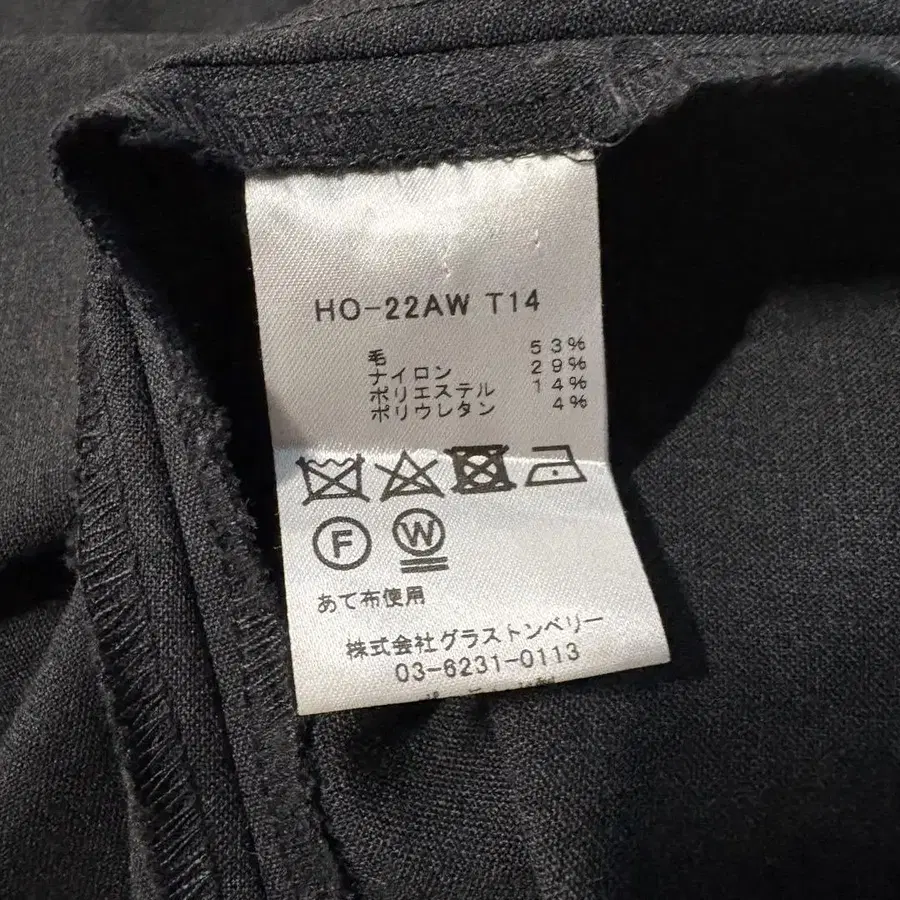 HO-22AW T14
毛 53%
ナイロン 29%
ポリエステル 14%
ポリウレタン 4%
F W
あて布使用
株式会社グラストンベリー
03-6231-0113